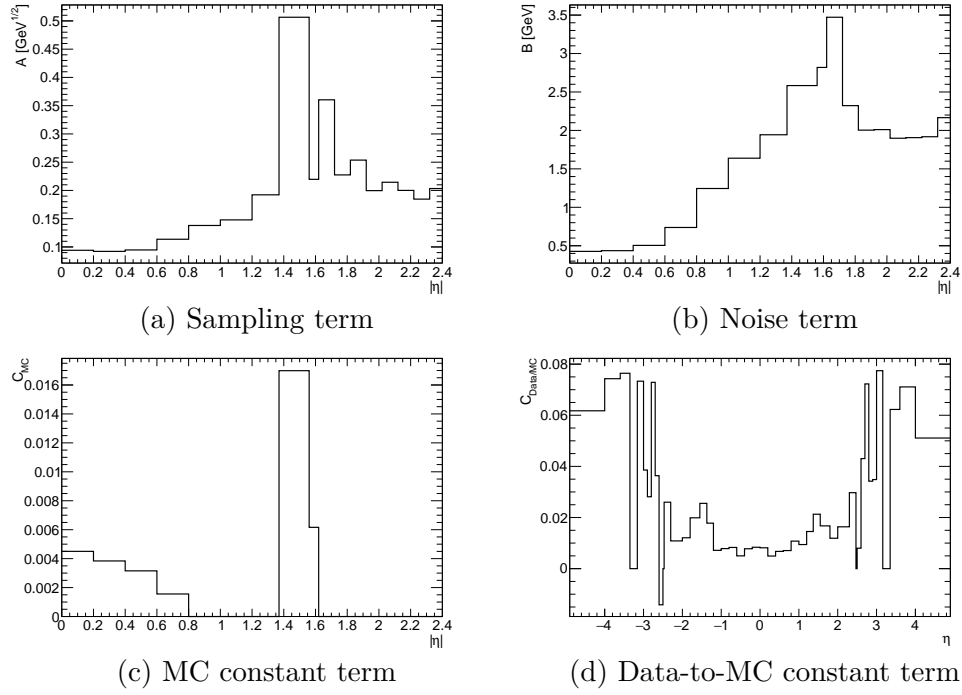 A [GeV^{1/2}]
0.5
0.45
0.4
0.35
0.3
0.25
0.2
0.15
0.1
0 0.2 0.4 0.6 0.8 1 1.2 1.4 1.6 1.8 2 2.2 2.4
|η|
(a) Sampling term
B [GeV]
3.5
3
2.5
2
1.5
1
0.5
0 0.2 0.4 0.6 0.8 1 1.2 1.4 1.6 1.8 2 2.2 2.4
|η|
(b) Noise term
C_{MC}
0.016
0.014
0.012
0.01
0.008
0.006
0.004
0.002
0
0 0.2 0.4 0.6 0.8 1 1.2 1.4 1.6 1.8 2 2.2 2.4
|η|
(c) MC constant term
C_{Data/MC}
0.08
0.06
0.04
0.02
0
−4 −3 −2 −1 0 1 2 3 4
η
(d) Data-to-MC constant term